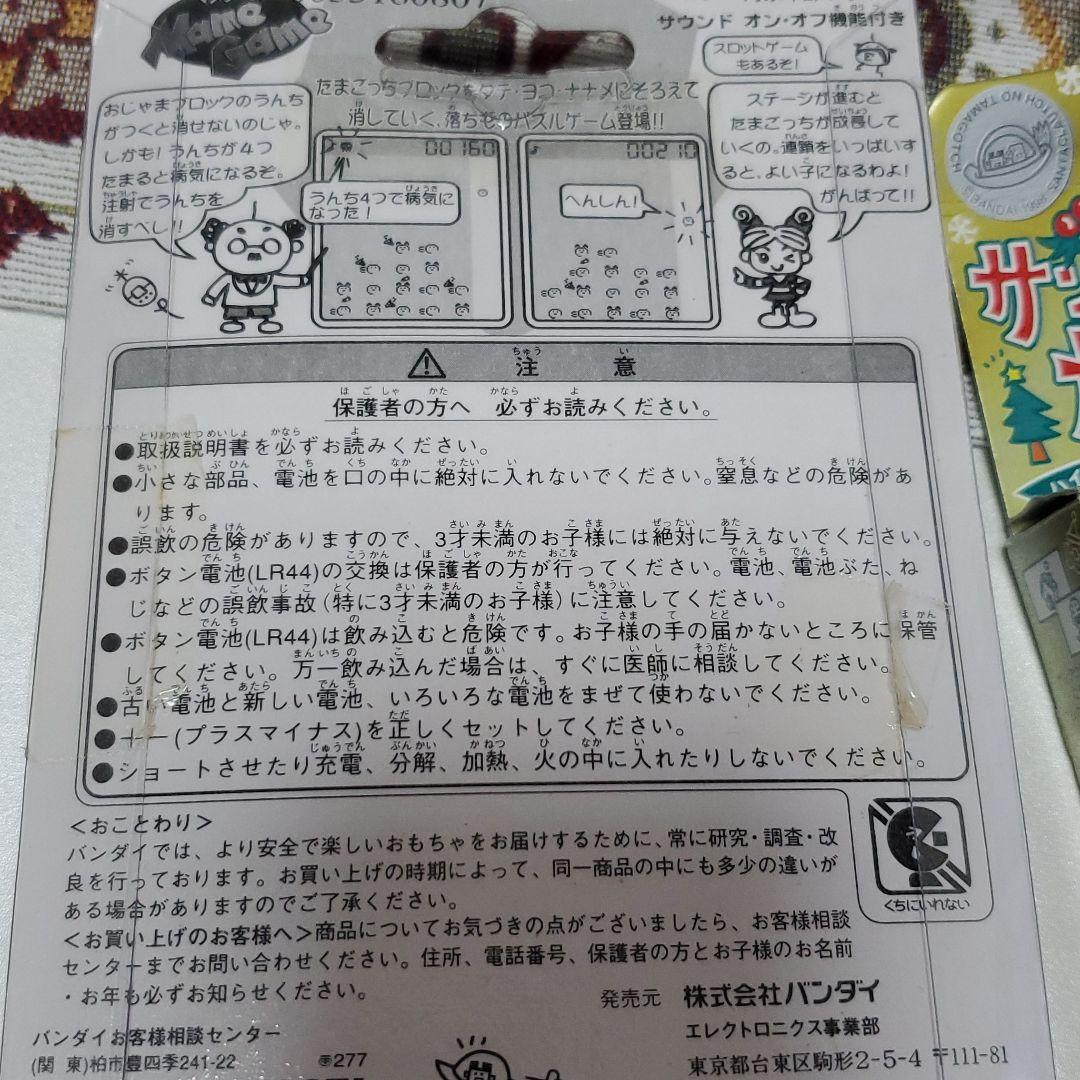 Mame Game
サウンド オン・オフ機能付き
スロットゲーム
もあるぞ!
たまごっちブロックをタテ・ヨコ・ナナメにそろえて
消していく、落ちものパズルゲーム登場!!
おじゃまブロックのうんち
がつくと消せないのじゃ。
しかも!うんちが4つ
たまると病気になるぞ。
注射でうんちを
消すべし!!
00160
うんち4つで病気に
なった!
00210
へんしん!
ステージが進むと
たまごっちが成長して
いくの。連鎖をいっぱいす
ると、よい子になるわよ!
がんばって!!
注意
保護者の方へ 必ずお読みください。
●取扱説明書を必ずお読みください。
●小さな部品、電池を口の中に絶対に入れないでください。窒息などの危険があ
ります。
●誤飲の危険がありますので、3才未満のお子様には絶対に与えないでください。
●ボタン電池(LR44)の交換は保護者の方が行ってください。電池、電池ぶた、ね
じなどの誤飲事故(特に3才未満のお子様)に注意してください。
●ボタン電池(LR44)は飲み込むと危険です。お子様の手の届かないところに保管
してください。万一飲み込んだ場合は、すぐに医師に相談してください。
●古い電池と新しい電池、いろいろな電池をまぜて使わないでください。
●+−(プラスマイナス)を正しくセットしてください。
●ショートさせたり充電、分解、加熱、火の中に入れたりしないでください。
くちにいれない
<おことわり>
バンダイでは、より安全で楽しいおもちゃをお届けするために、常に研究・調査・改
良を行っております。お買い上げの時期によって、同一商品の中にも多少の違いが
ある場合がありますのでご了承ください。
<お買い上げのお客様へ>商品についてお気づきの点がございましたら、お客様相談
センターまでお問い合わせください。住所、電話番号、保護者の方とお子様のお名前
・お年も必ずお知らせください。
発売元 株式会社バンダイ
エレクトロニクス事業部
東京都台東区駒形2-5-4 〒111-81
バンダイお客様相談センター
(関 東)柏市豊四季241-22 〒277
サ